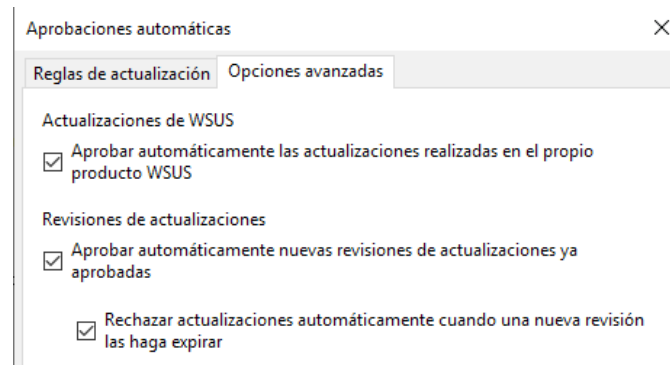 Aprobaciones automáticas
Reglas de actualización Opciones avanzadas
Actualizaciones de WSUS
Aprobar automáticamente las actualizaciones realizadas en el propio
producto WSUS
Revisiones de actualizaciones
Aprobar automáticamente nuevas revisiones de actualizaciones ya
aprobadas
Rechazar actualizaciones automáticamente cuando una nueva revisión
las haga expirar